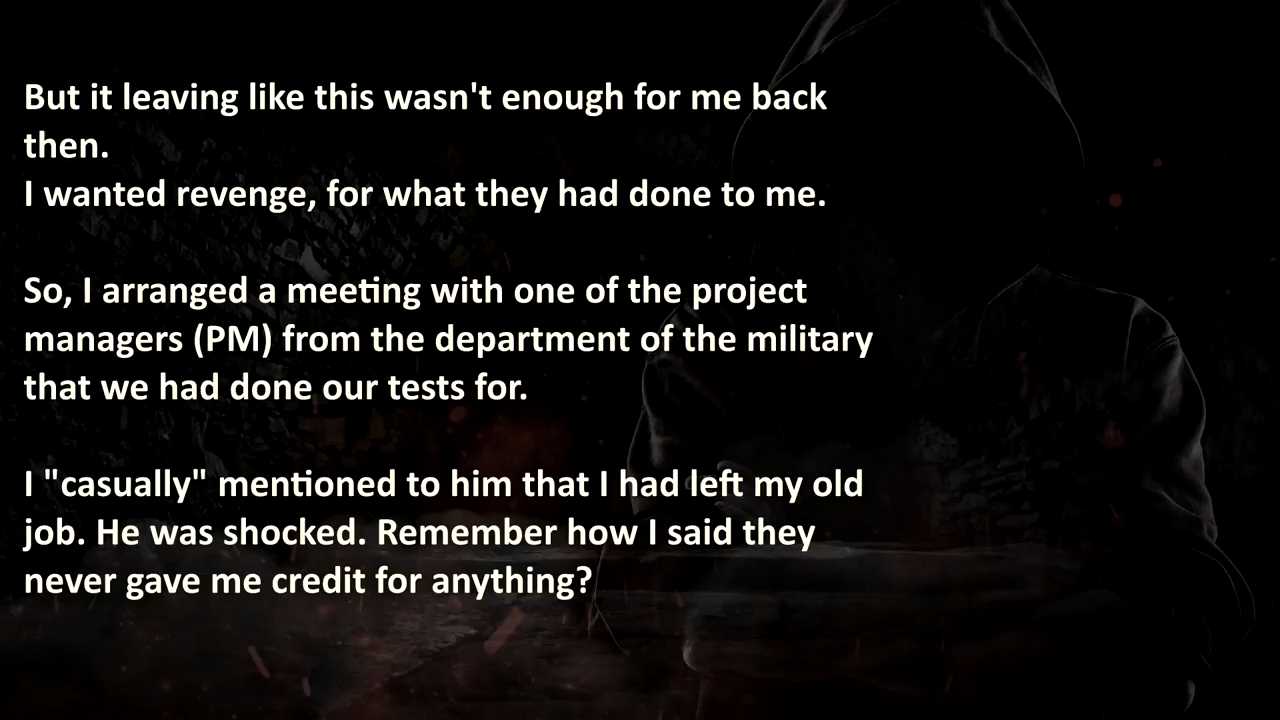 But it leaving like this wasn't enough for me back
then.
I wanted revenge, for what they had done to me.
So, I arranged a meeting with one of the project
managers (PM) from the department of the military
that we had done our tests for.
I "casually" mentioned to him that I had left my old
job. He was shocked. Remember how I said they
never gave me credit for anything?